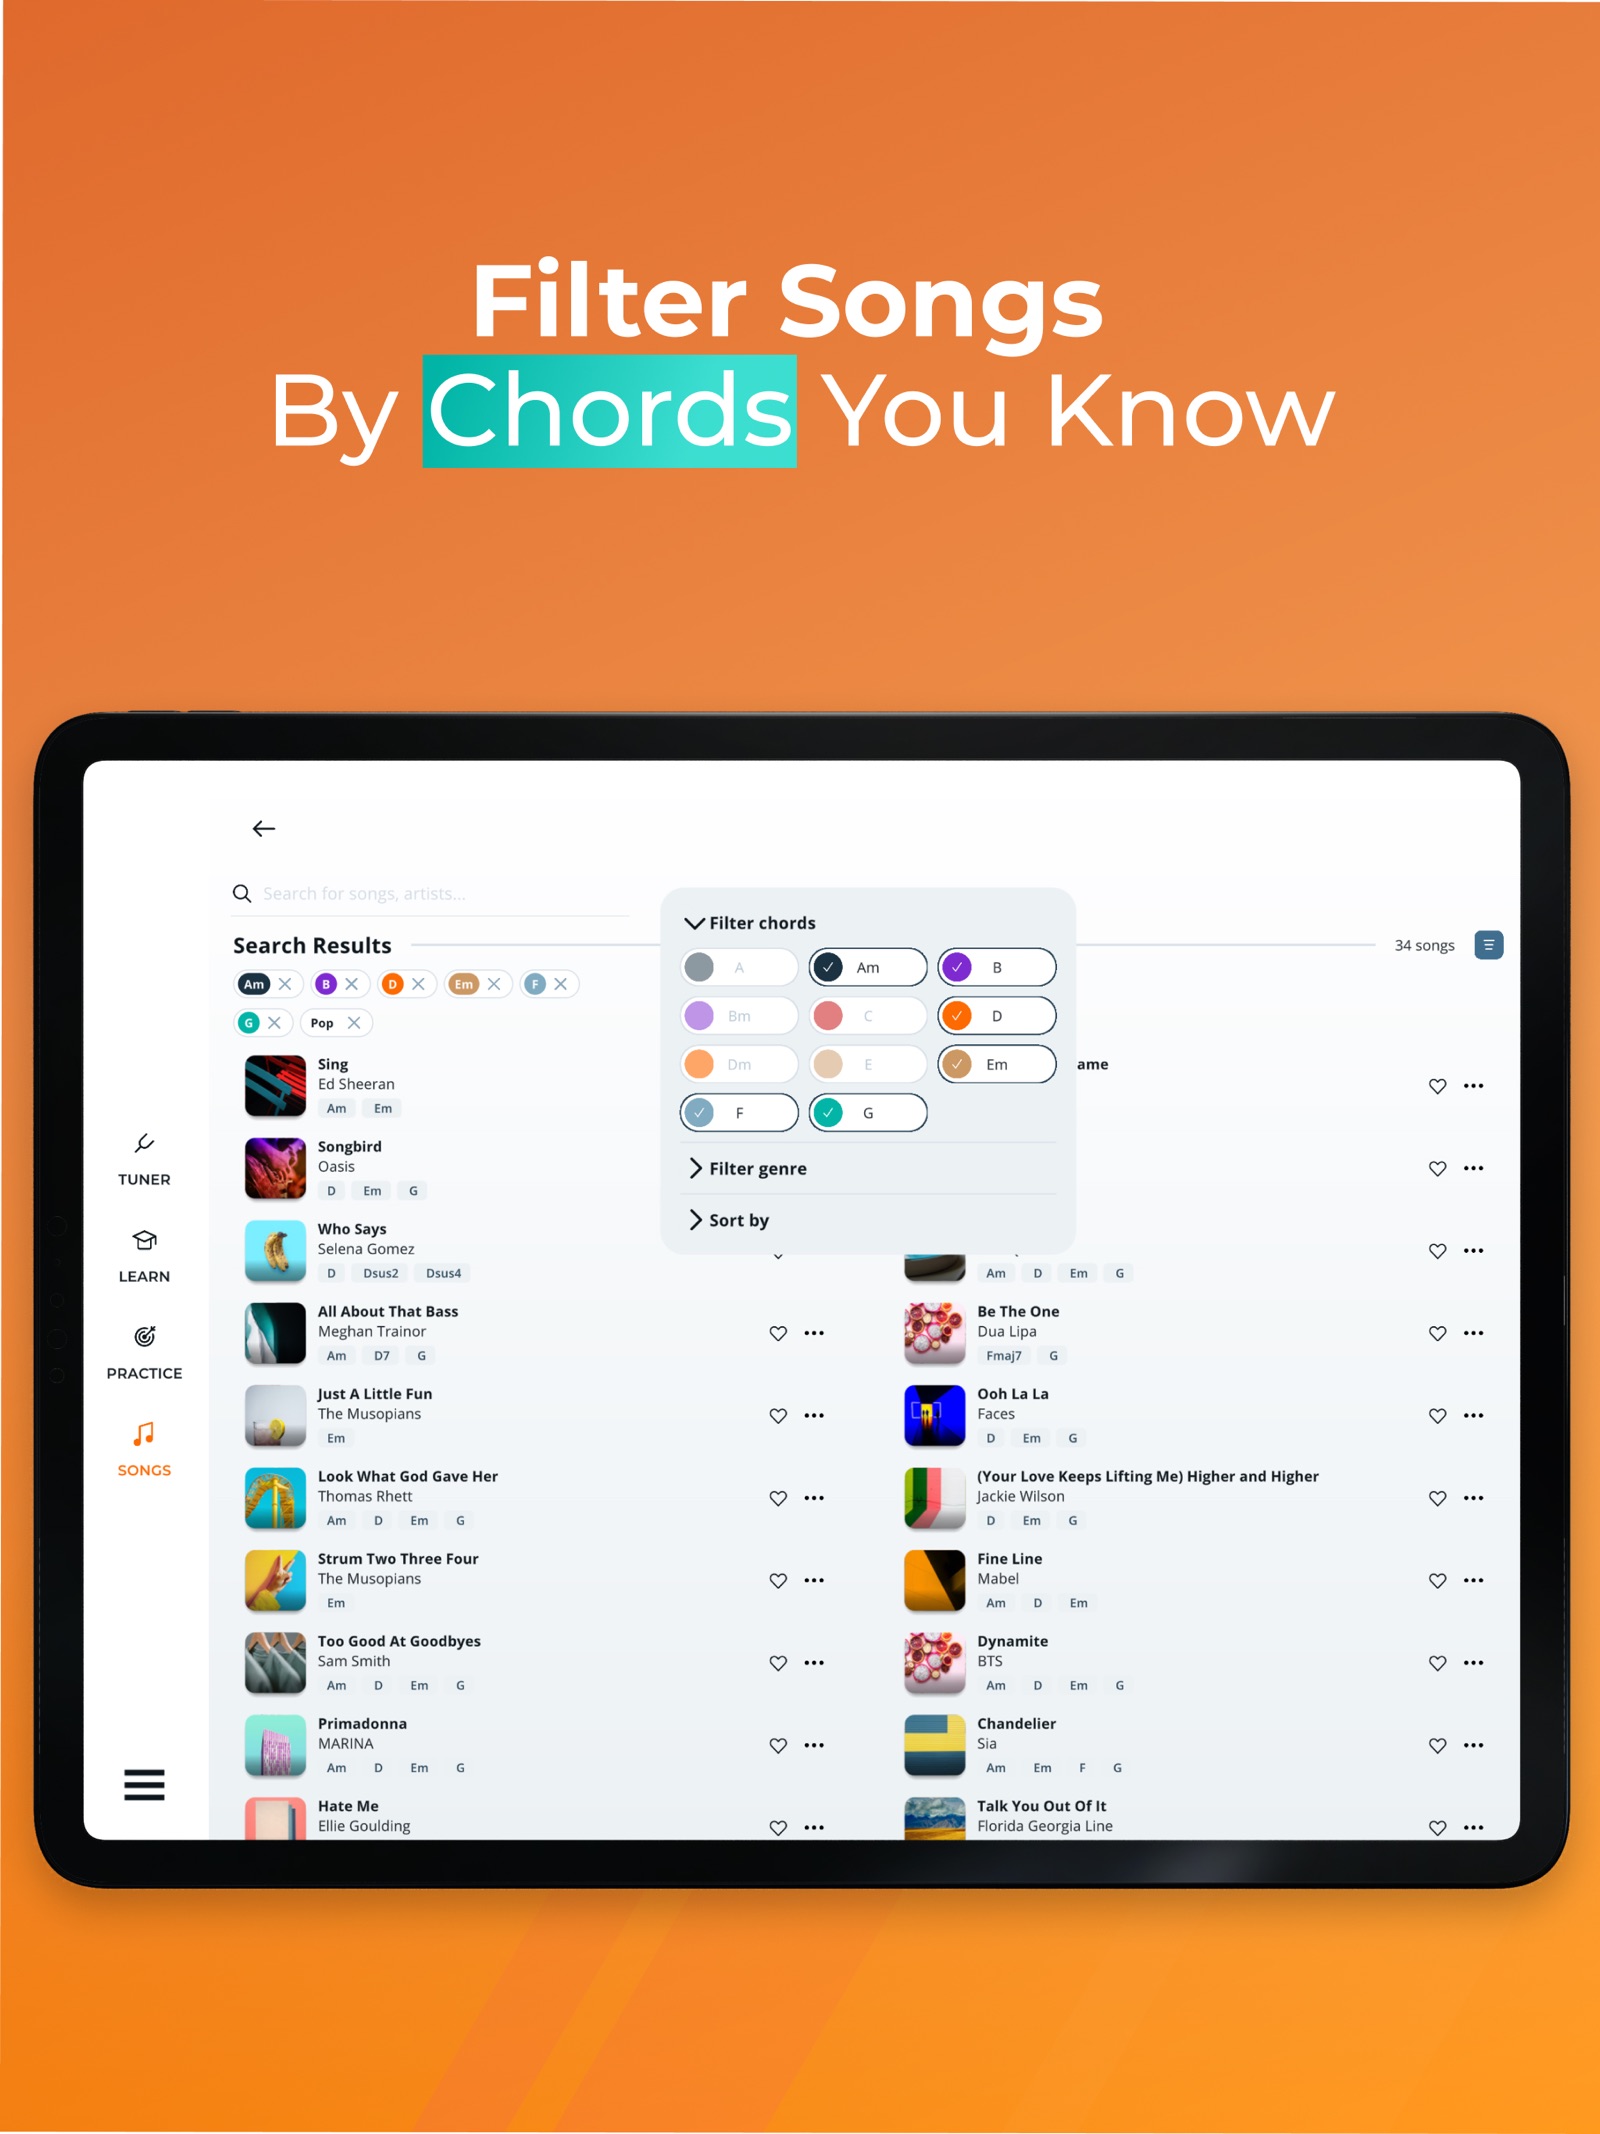 Filter Songs
By Chords You Know
Search for songs, artists...
Search Results
34 songs
Am B D Em F
G Pop
Filter chords
A Am B
Bm C D
Dm E Em
F G
Filter genre
Sort by
TUNER
LEARN
PRACTICE
SONGS
Sing
Ed Sheeran
Am Em
Songbird
Oasis
D Em G
Who Says
Selena Gomez
D Dsus2 Dsus4
All About That Bass
Meghan Trainor
Am D7 G
Just A Little Fun
The Musopians
Em
Look What God Gave Her
Thomas Rhett
Am D Em G
Strum Two Three Four
The Musopians
Em
Too Good At Goodbyes
Sam Smith
Am D Em G
Primadonna
MARINA
Am D Em G
Hate Me
Ellie Goulding
ame
Am D Em G
Be The One
Dua Lipa
Fmaj7 G
Ooh La La
Faces
D Em G
(Your Love Keeps Lifting Me) Higher and Higher
Jackie Wilson
D Em G
Fine Line
Mabel
Am D Em
Dynamite
BTS
Am D Em G
Chandelier
Sia
Am Em F G
Talk You Out Of It
Florida Georgia Line